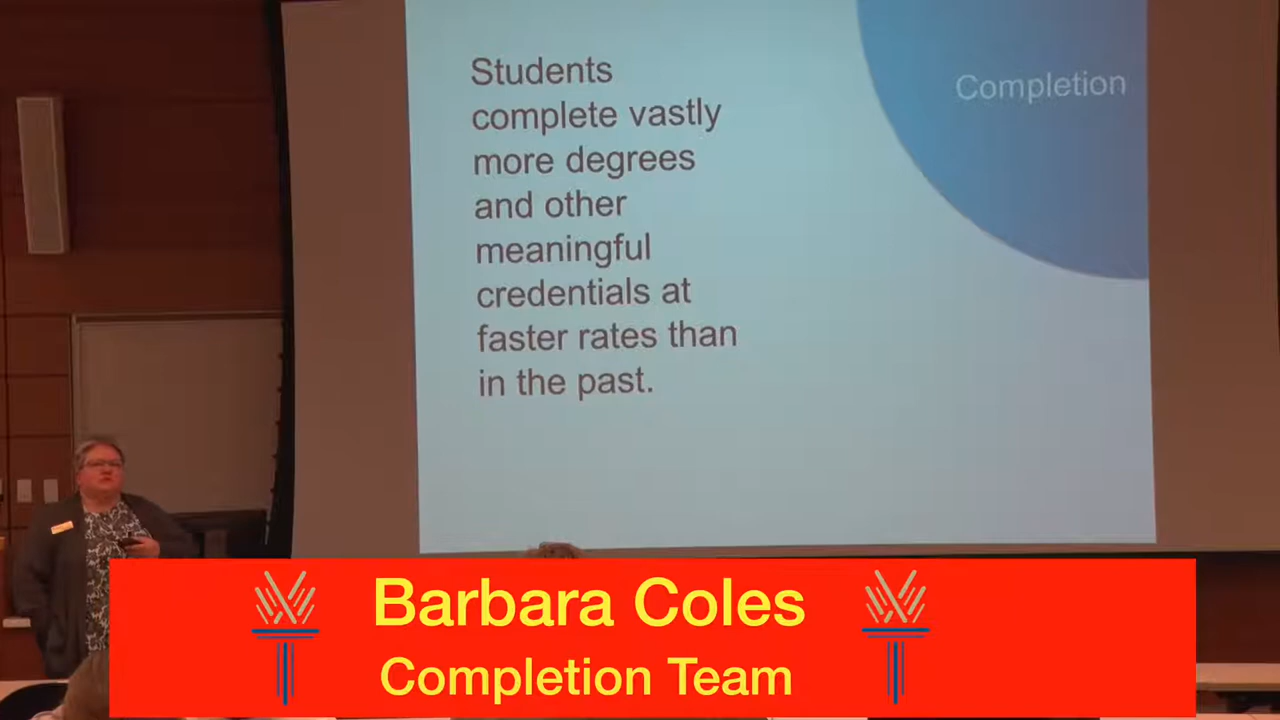 Students
complete vastly
more degrees
and other
meaningful
credentials at
faster rates than
in the past.
Completion
Barbara Coles
Completion Team